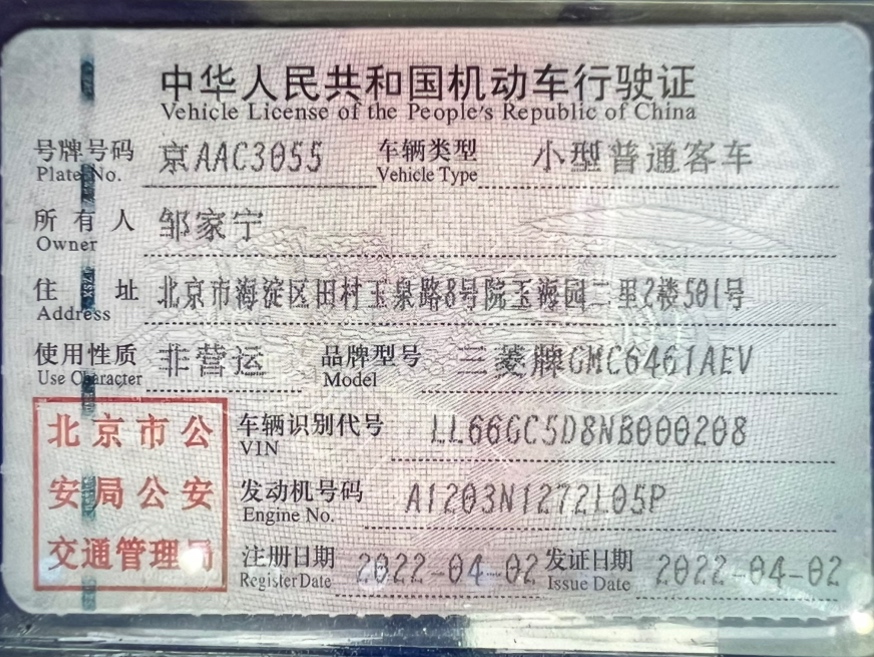 中华人民共和国机动车行驶证
Vehicle License of the People's Republic of China
号牌号码 京AAC3055 车辆类型 小型普通客车
Plate No. Vehicle Type
所有人 邹家宁
Owner
住址 北京市海淀区田村玉泉路8号院玉海园二里2楼501号
Address
使用性质 非营运 品牌型号 三菱牌GMC6461AEV
Use Character Model
北京市公安局公安交通管理局
车辆识别代号 LL66GC5D8NB000208
VIN
发动机号码 A1203N1272L05P
Engine No.
注册日期 2022-04-02 发证日期 2022-04-02
Register Date Issue Date